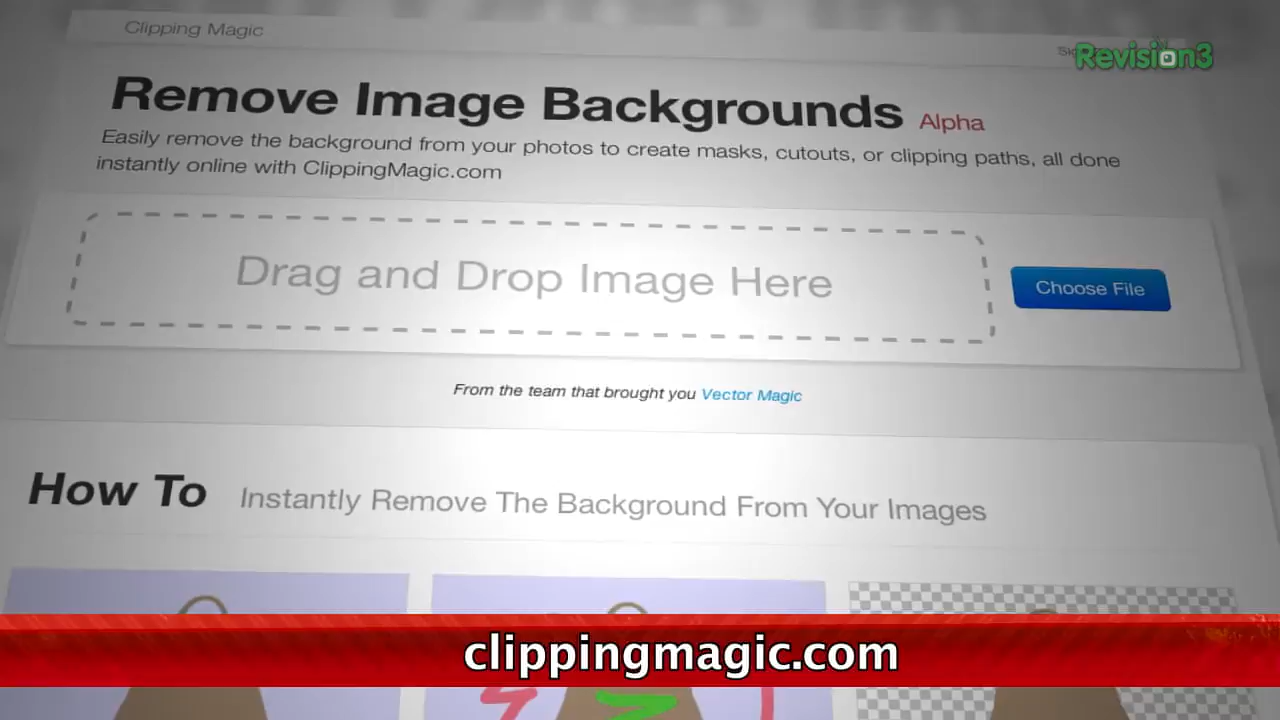 Clipping Magic
Revision3
Remove Image Backgrounds Alpha
Easily remove the background from your photos to create masks, cutouts, or clipping paths, all done
instantly online with ClippingMagic.com
Drag and Drop Image Here
Choose File
From the team that brought you Vector Magic
How To Instantly Remove The Background From Your Images
clippingmagic.com